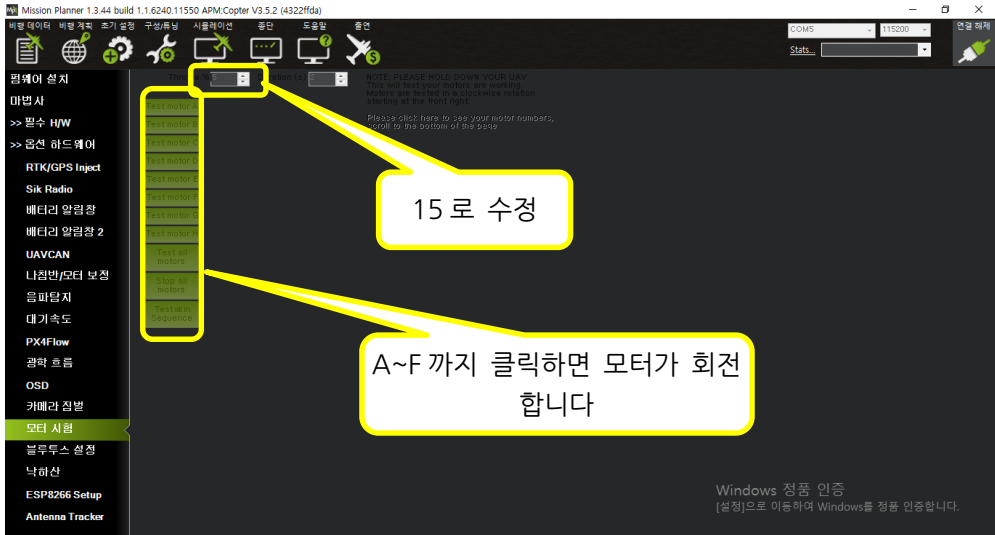 Mission Planner 1.3.44 build 1.1.6240.11550 APM:Copter V3.5.2 (4322ffda)
비행 데이터 비행 계획 초기 설정 구성/튜닝 시뮬레이션 종단 도움말 출연
COM5 115200 연결 해제
Stats...
펌웨어 설치
마법사
>> 필수 H/W
>> 옵션 하드웨어
RTK/GPS Inject
Sik Radio
배터리 알림창
배터리 알림창 2
UAVCAN
나침반/모터 보정
음파탐지
대기속도
PX4Flow
광학 흐름
OSD
카메라 짐벌
모터 시험
블루투스 설정
낙하산
ESP8266 Setup
Antenna Tracker
NOTE: PLEASE HOLD DOWN YOUR UAV
This will test your motors are working.
Motors are tested in a clockwise rotation
starting at the front right.
Please click here to see your motor numbers,
scroll to the bottom of the page
Test motor A
Test motor B
Test motor C
Test motor D
Test motor E
Test motor F
Test motor G
Test motor H
Test all
motors
Stop all
motors
Test all in
Sequence
15로 수정
A~F까지 클릭하면 모터가 회전
합니다
Windows 정품 인증
[설정]으로 이동하여 Windows를 정품 인증합니다.